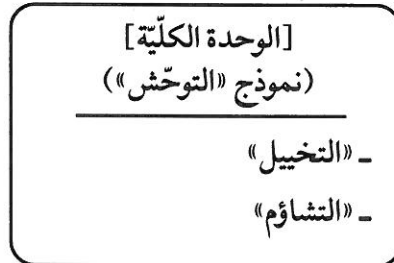 [الوحدة الكلّيّة]
(نموذج «التوحّش»)
ـ «التخييل»
ـ «التشاؤم»